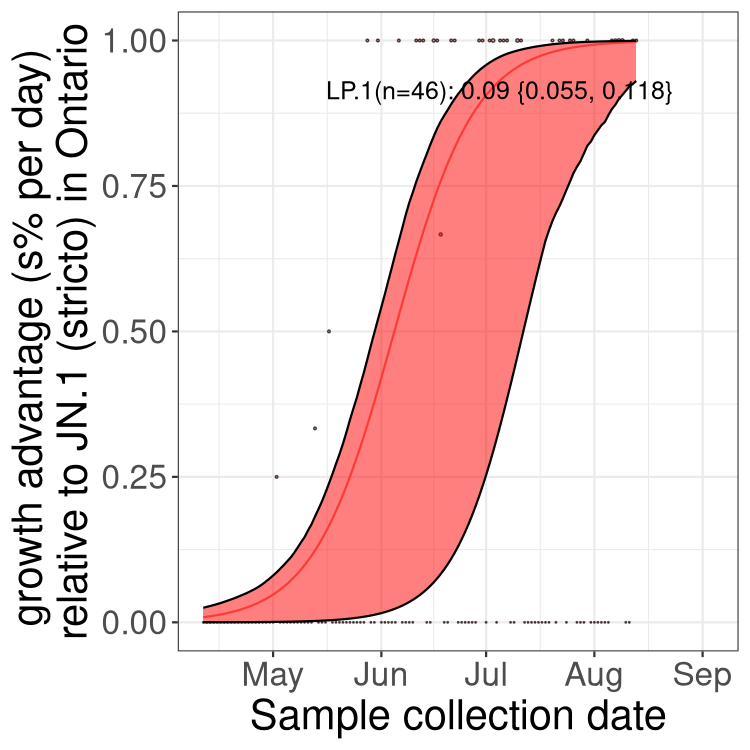 growth advantage (s% per day)
relative to JN.1 (stricto) in Ontario
1.00
0.75
0.50
0.25
0.00
LP.1(n=46): 0.09 {0.055, 0.118}
May Jun Jul Aug Sep
Sample collection date